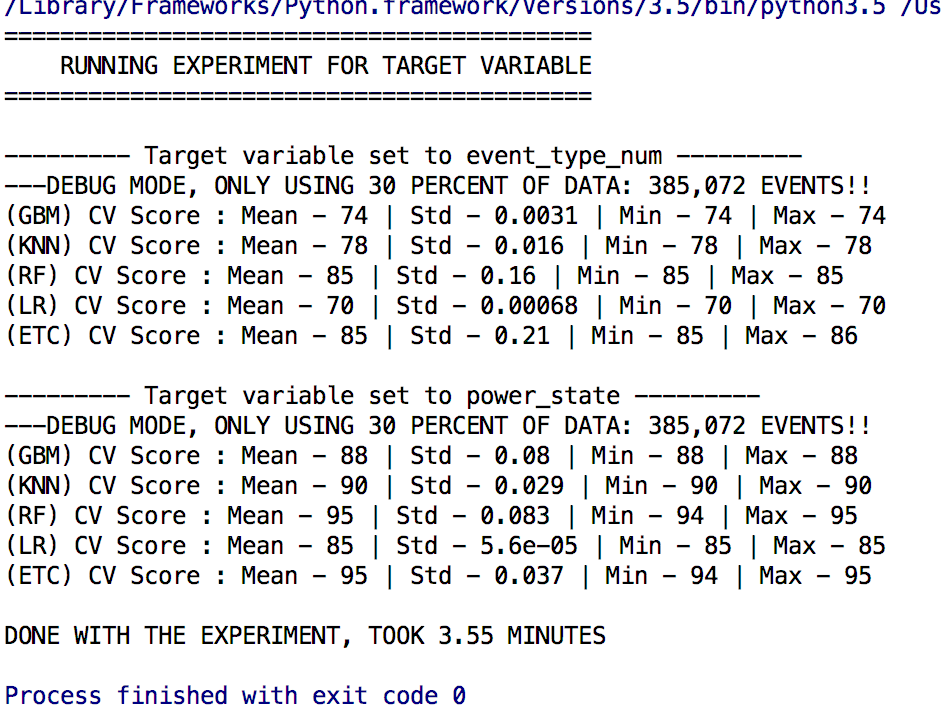 /Library/Frameworks/Python.framework/Versions/3.5/bin/python3.5 /Us
==========================================
    RUNNING EXPERIMENT FOR TARGET VARIABLE
==========================================
--------- Target variable set to event_type_num ---------
---DEBUG MODE, ONLY USING 30 PERCENT OF DATA: 385,072 EVENTS!!
(GBM) CV Score : Mean - 74 | Std - 0.0031 | Min - 74 | Max - 74
(KNN) CV Score : Mean - 78 | Std - 0.016 | Min - 78 | Max - 78
(RF) CV Score : Mean - 85 | Std - 0.16 | Min - 85 | Max - 85
(LR) CV Score : Mean - 70 | Std - 0.00068 | Min - 70 | Max - 70
(ETC) CV Score : Mean - 85 | Std - 0.21 | Min - 85 | Max - 86
--------- Target variable set to power_state ---------
---DEBUG MODE, ONLY USING 30 PERCENT OF DATA: 385,072 EVENTS!!
(GBM) CV Score : Mean - 88 | Std - 0.08 | Min - 88 | Max - 88
(KNN) CV Score : Mean - 90 | Std - 0.029 | Min - 90 | Max - 90
(RF) CV Score : Mean - 95 | Std - 0.083 | Min - 94 | Max - 95
(LR) CV Score : Mean - 85 | Std - 5.6e-05 | Min - 85 | Max - 85
(ETC) CV Score : Mean - 95 | Std - 0.037 | Min - 94 | Max - 95
DONE WITH THE EXPERIMENT, TOOK 3.55 MINUTES
Process finished with exit code 0